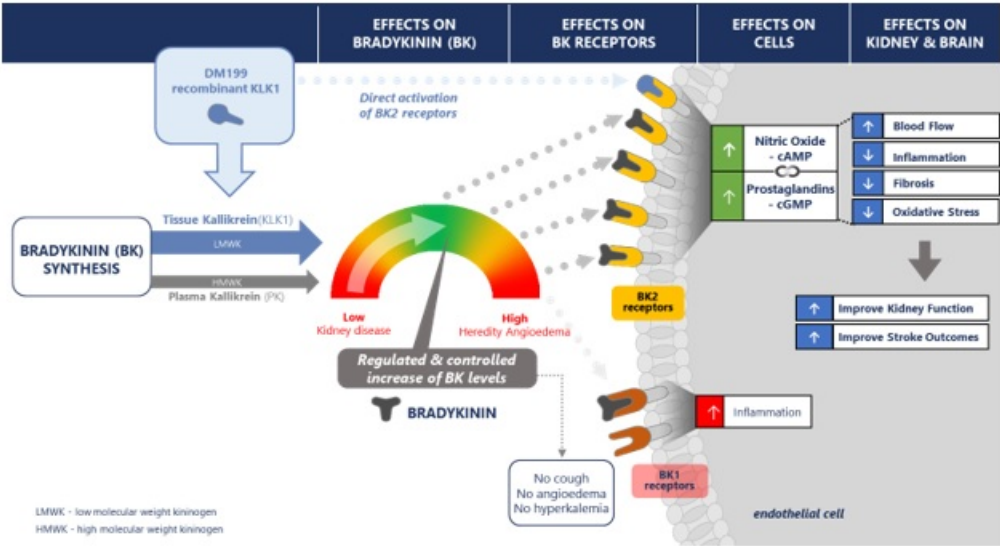 EFFECTS ON
BRADYKININ (BK)
EFFECTS ON
BK RECEPTORS
EFFECTS ON
CELLS
EFFECTS ON
KIDNEY & BRAIN
DM199
recombinant KLK1
Direct activation
of BK2 receptors
Nitric Oxide
- cAMP
Prostaglandins
- cGMP
Blood Flow
Inflammation
Fibrosis
Oxidative Stress
BRADYKININ (BK)
SYNTHESIS
Tissue Kallikrein(KLK1)
LMWK
HMWK
Plasma Kallikrein (PK)
Low
Kidney disease
High
Heredity Angioedema
BK2
receptors
Improve Kidney Function
Improve Stroke Outcomes
Regulated & controlled
increase of BK levels
BRADYKININ
Inflammation
No cough
No angioedema
No hyperkalemia
BK1
receptors
endothelial cell
LMWK - low molecular weight kininogen
HMWK - high molecular weight kininogen